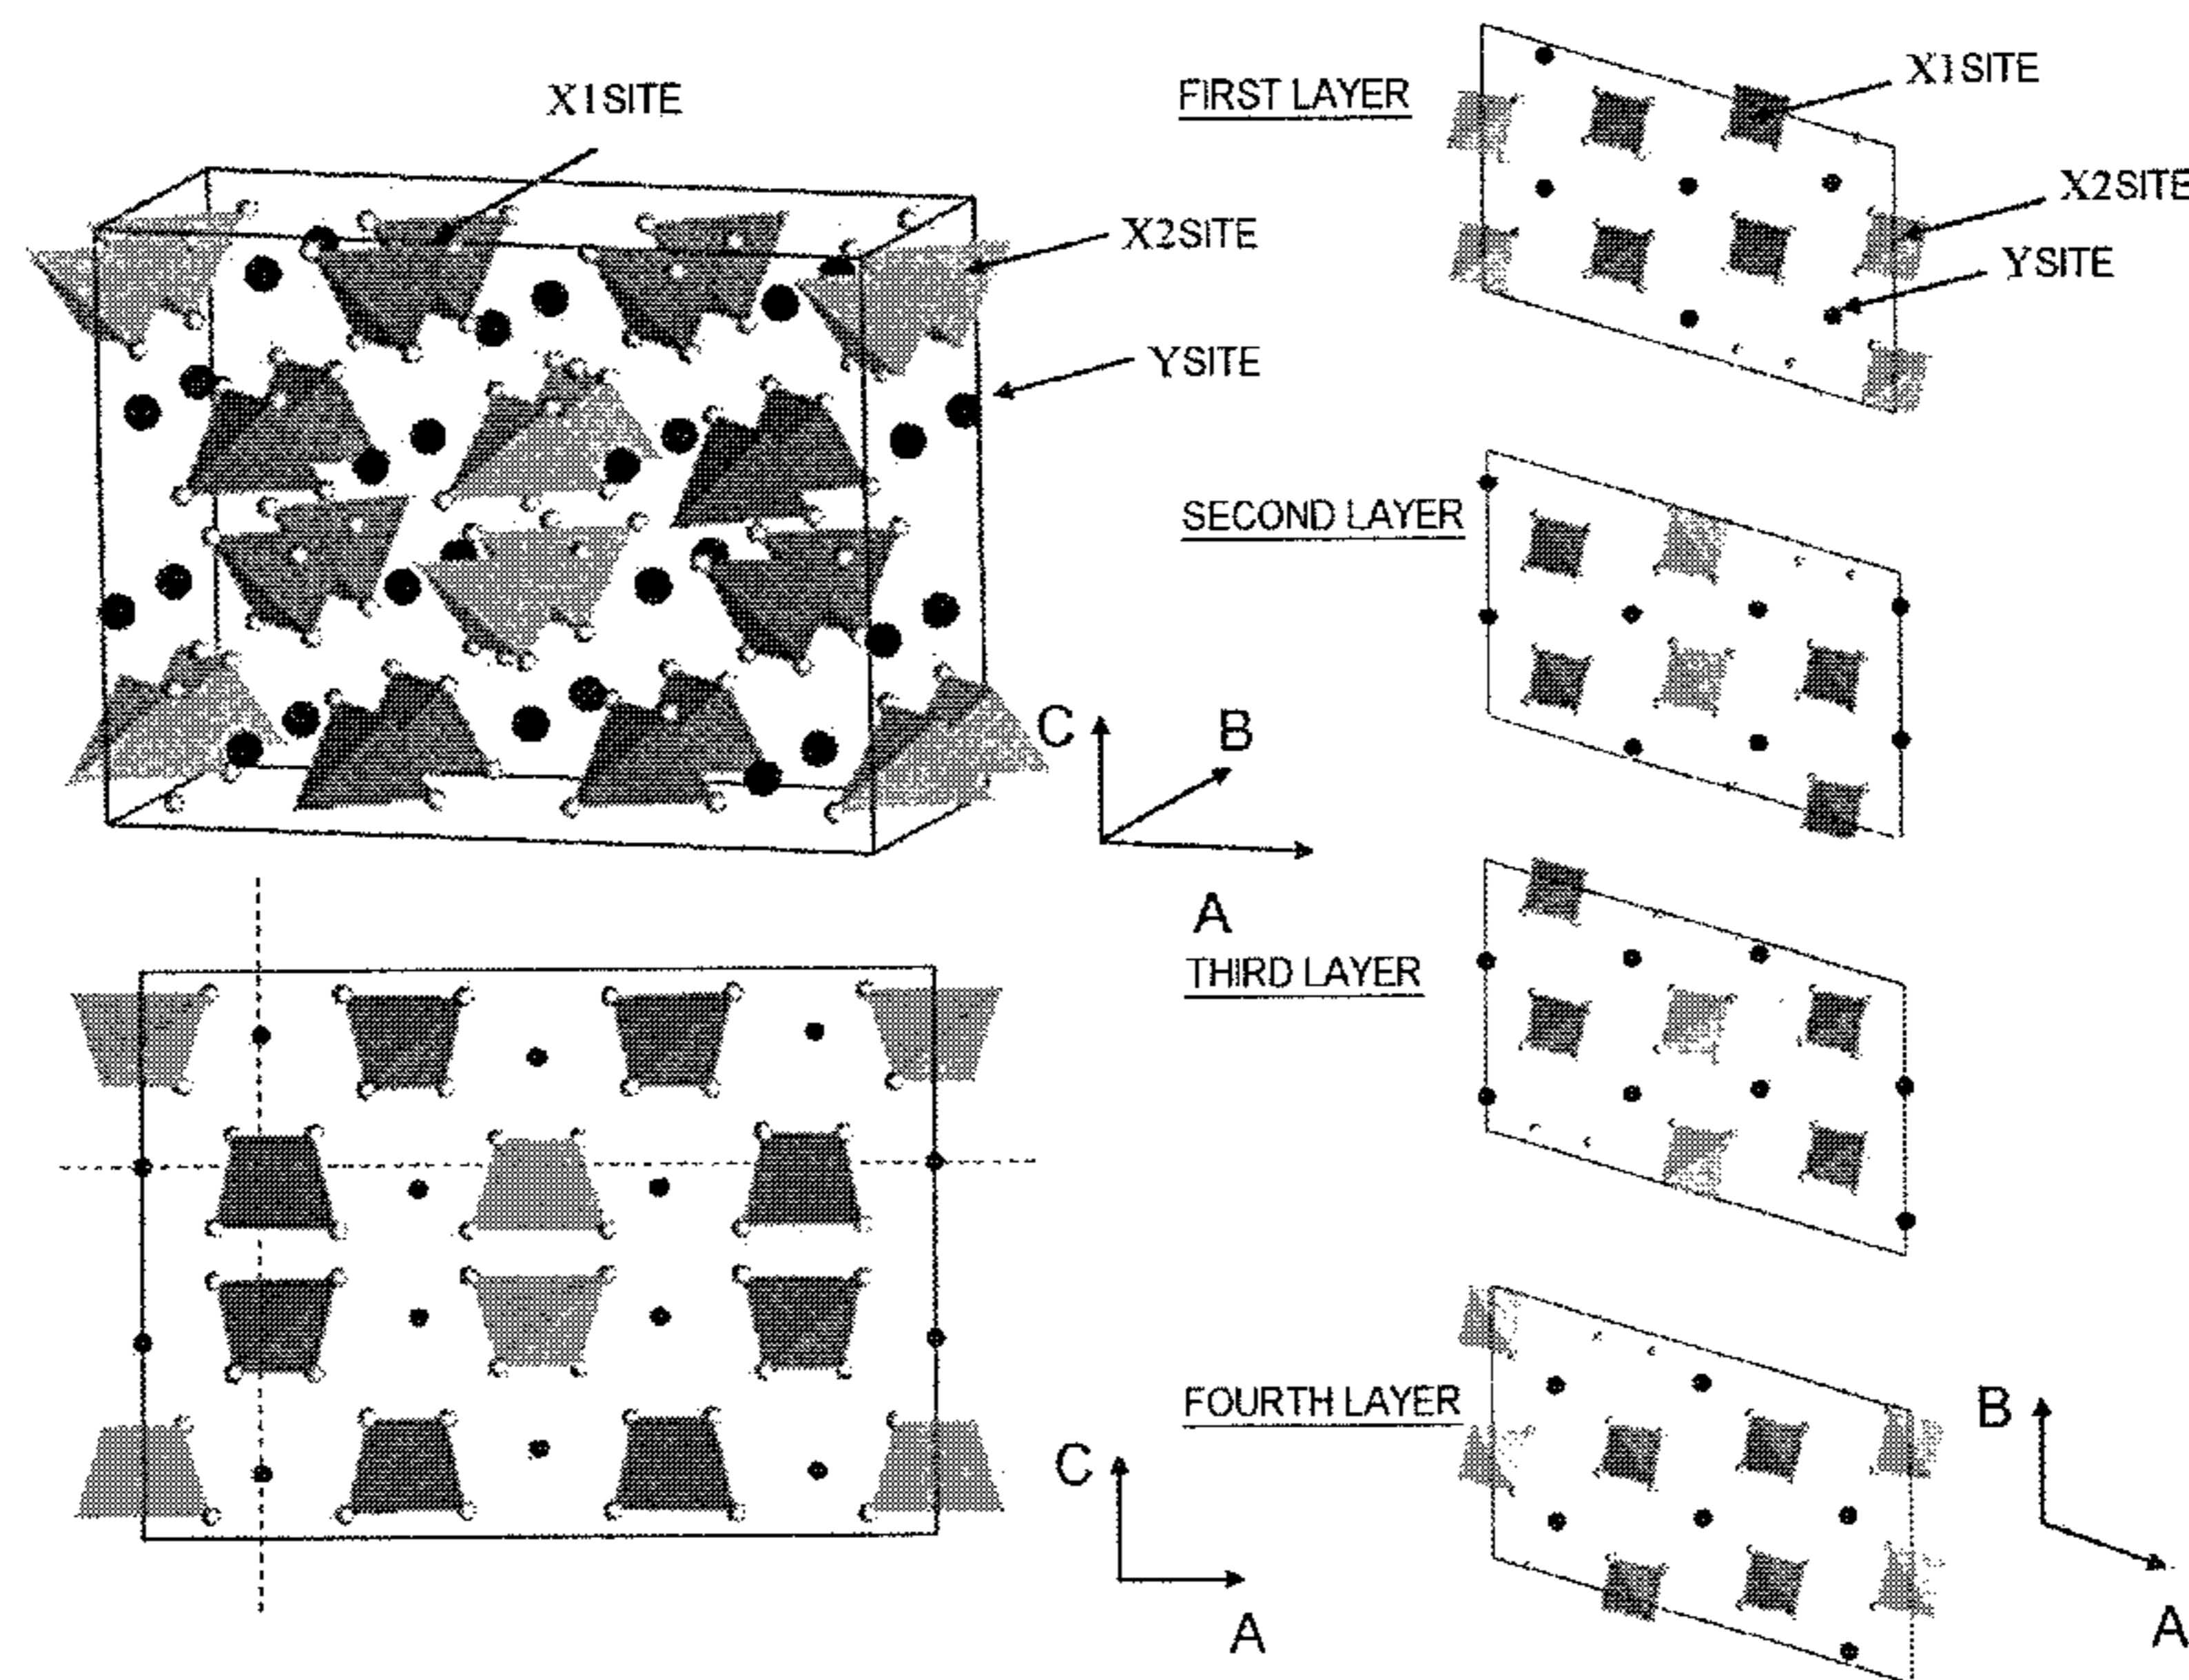 X1SITE
X2SITE
YSITE
C
B
A
C
A
FIRST LAYER
X1SITE
X2SITE
YSITE
SECOND LAYER
THIRD LAYER
FOURTH LAYER
B
A